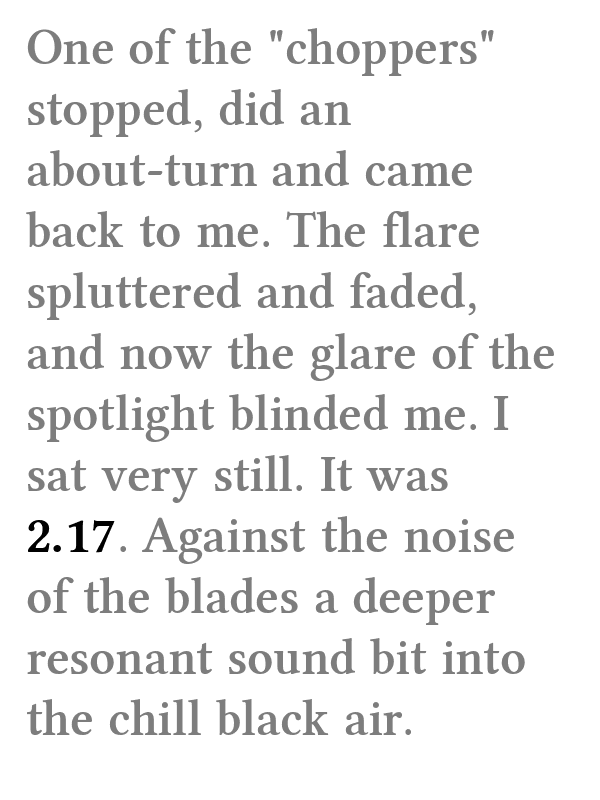 One of the "choppers"
stopped, did an
about-turn and came
back to me. The flare
spluttered and faded,
and now the glare of the
spotlight blinded me. I
sat very still. It was
2.17. Against the noise
of the blades a deeper
resonant sound bit into
the chill black air.